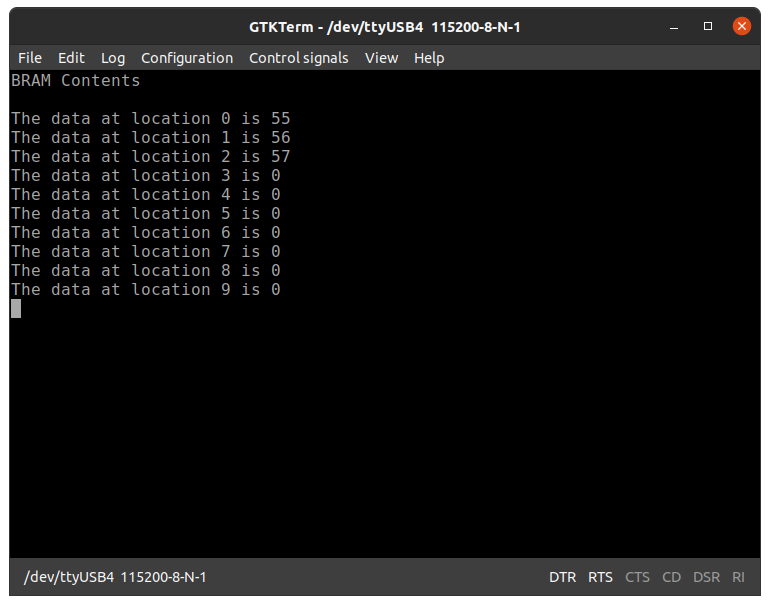 GTKTerm - /dev/ttyUSB4 115200-8-N-1
File Edit Log Configuration Control signals View Help
BRAM Contents
The data at location 0 is 55
The data at location 1 is 56
The data at location 2 is 57
The data at location 3 is 0
The data at location 4 is 0
The data at location 5 is 0
The data at location 6 is 0
The data at location 7 is 0
The data at location 8 is 0
The data at location 9 is 0
/dev/ttyUSB4 115200-8-N-1 DTR RTS CTS CD DSR RI